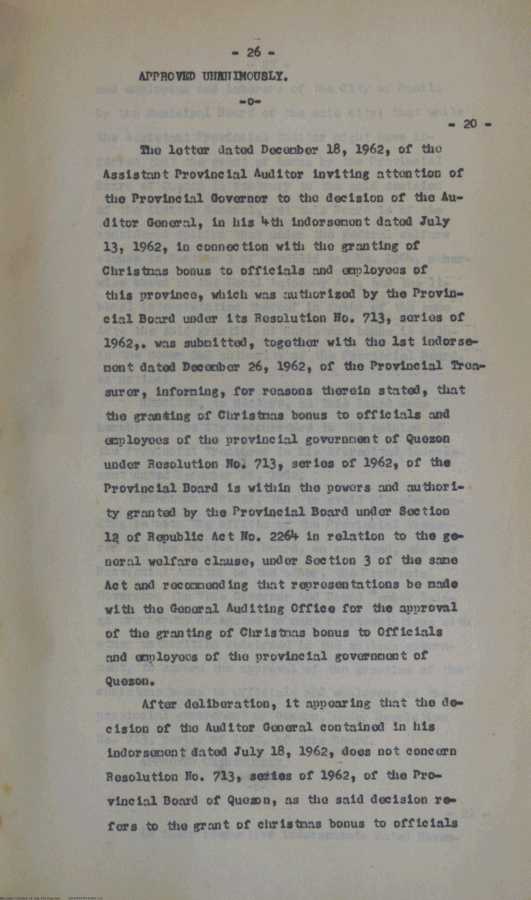 - 26 -
APPROVED UNANIMOUSLY.
-o-
- 20 -
The letter dated December 18, 1962, of the
Assistant Provincial Auditor inviting attention of
the Provincial Governor to the decision of the Au-
ditor General, in his 4th indorsement dated July
13, 1962, in connection with the granting of
Christmas bonus to officials and employees of
this province, which was authorized by the Provin-
cial Board under its Resolution No. 713, series of
1962,. was submitted, together with the 1st indorse-
ment dated December 26, 1962, of the Provincial Trea-
surer, informing, for reasons therein stated, that
the granting of Christmas bonus to officials and
employees of the provincial government of Quezon
under Resolution No. 713, series of 1962, of the
Provincial Board is within the powers and authori-
ty granted by the Provincial Board under Section
12 of Republic Act No. 2264 in relation to the ge-
neral welfare clause, under Section 3 of the same
Act and recommending that representations be made
with the General Auditing Office for the approval
of the granting of Christmas bonus to Officials
and employees of the provincial government of
Quezon.
After deliberation, it appearing that the de-
cision of the Auditor General contained in his
indorsement dated July 18, 1962, does not concern
Resolution No. 713, series of 1962, of the Pro-
vincial Board of Quezon, as the said decision re-
fers to the grant of christmas bonus to officials